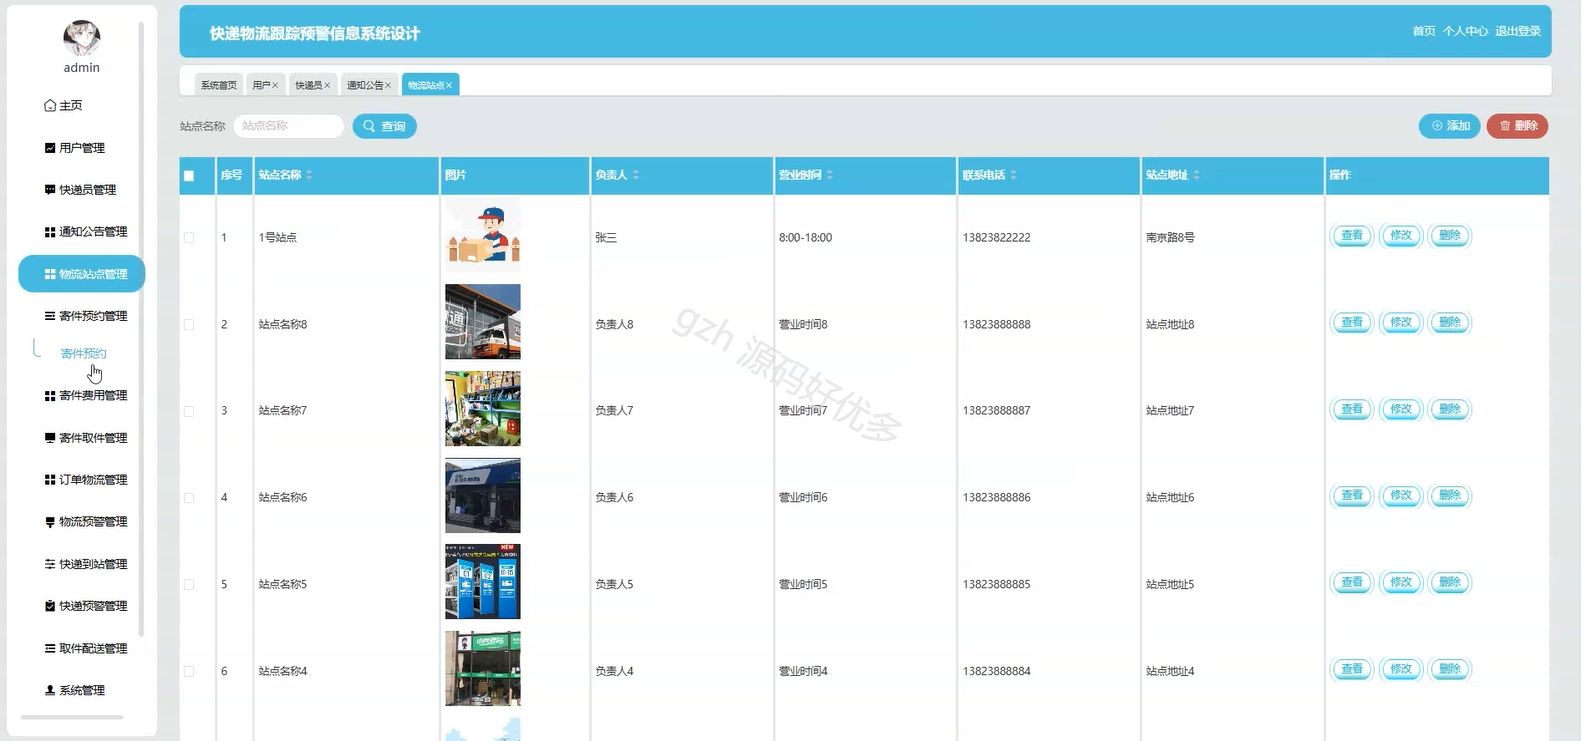 admin
主页
用户管理
快递员管理
通知公告管理
物流站点管理
寄件预约管理
寄件预约
寄件费用管理
寄件取件管理
订单物流管理
物流预警管理
快递到站管理
快递预警管理
取件配送管理
系统管理
快递物流跟踪预警信息系统设计
首页 个人中心 退出登录
系统首页 用户× 快递员× 通知公告× 物流站点×
站点名称 站点名称 查询 添加 删除
序号 站点名称 图片 负责人 营业时间 联系电话 站点地址 操作
1 1号站点 张三 8:00-18:00 13823822222 南京路8号 查看 修改 删除
2 站点名称8 负责人8 营业时间8 13823888888 站点地址8 查看 修改 删除
3 站点名称7 负责人7 营业时间7 13823888887 站点地址7 查看 修改 删除
4 站点名称6 负责人6 营业时间6 13823888886 站点地址6 查看 修改 删除
5 站点名称5 负责人5 营业时间5 13823888885 站点地址5 查看 修改 删除
6 站点名称4 负责人4 营业时间4 13823888884 站点地址4 查看 修改 删除
通
NEW
gzh 源码好优多